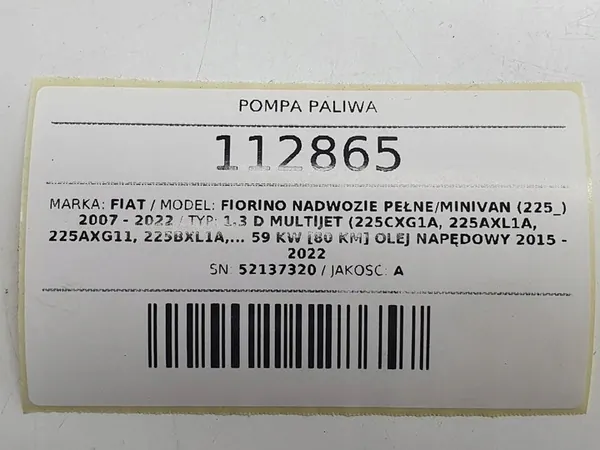 POMPA PALIWA
112865
MARKA: FIAT / MODEL: FIORINO NADWOZIE PEŁNE/MINIVAN (225_)
2007 - 2022 / TYP: 1.3 D MULTIJET (225CXG1A, 225AXL1A,
225AXG11, 225BXL1A,... 59 KW [80 KM] OLEJ NAPĘDOWY 2015 -
2022
SN: 52137320 / JAKOŚĆ: A